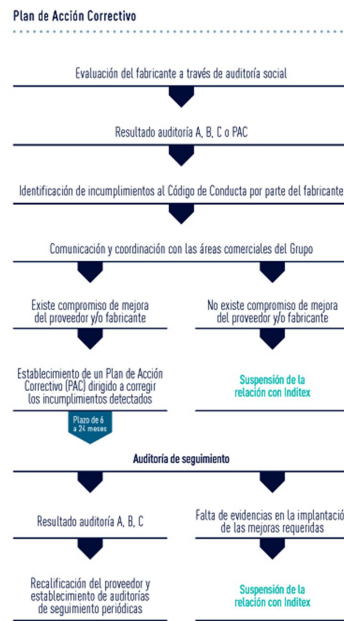 Plan de Acción Correctivo
Evaluación del fabricante a través de auditoría social
Resultado auditoría A, B, C o PAC
Identificación de incumplimientos al Código de Conducta por parte del fabricante
Comunicación y coordinación con las áreas comerciales del Grupo
Existe compromiso de mejora
del proveedor y/o fabricante
No existe compromiso de mejora
del proveedor y/o fabricante
Establecimiento de un Plan de Acción
Correctivo (PAC) dirigido a corregir
los incumplimientos detectados
Suspensión de la
relación con Inditex
Plazo de 6
a 24 meses
Auditoría de seguimiento
Resultado auditoría A, B, C
Falta de evidencias en la implantació
de las mejoras requeridas
Recalificación del proveedor y
establecimiento de auditorías
de seguimiento periódicas
Suspensión de la
relación con Inditex